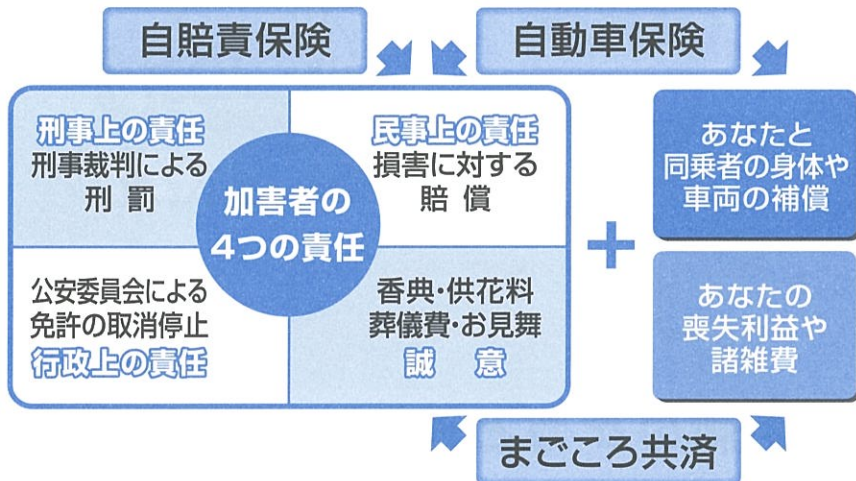 自賠責保険
自動車保険
刑事上の責任
刑事裁判による
刑罰
民事上の責任
損害に対する
賠償
加害者の
4つの責任
公安委員会による
免許の取消停止
行政上の責任
香典・供花料
葬儀費・お見舞
誠意
+
あなたと
同乗者の身体や
車両の補償
あなたの
喪失利益や
諸雑費
まごころ共済